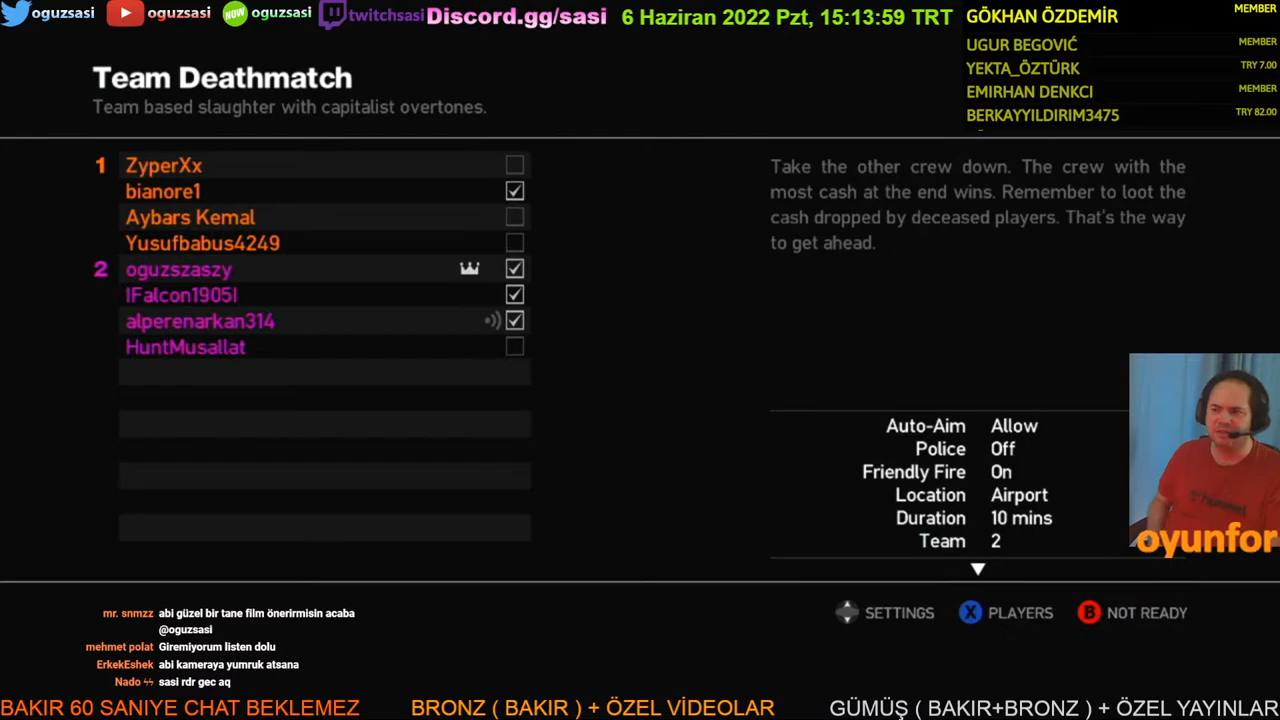 oguzsasi oguzsasi NOW oguzsasi twitchsasi Discord.gg/sasi 6 Haziran 2022 Pzt, 15:13:59 TRT
GÖKHAN ÖZDEMİR MEMBER
UGUR BEGOVIĆ MEMBER
YEKTA_ÖZTÜRK TRY 7.00
EMIRHAN DENKCI MEMBER
BERKAYYILDIRIM3475 TRY 82.00
Team Deathmatch
Team based slaughter with capitalist overtones.
1 ZyperXx
bianore1
Aybars Kemal
Yusufbabus4249
2 oguzszaszy
IFalcon1905I
alperenarkan314
HuntMusallat
Take the other crew down. The crew with the
most cash at the end wins. Remember to loot the
cash dropped by deceased players. That's the way
to get ahead.
Auto-Aim Allow
Police Off
Friendly Fire On
Location Airport
Duration 10 mins
Team 2
oyunfor
SETTINGS X PLAYERS B NOT READY
mr. snmzz abi güzel bir tane film önerirmisin acaba
@oguzsasi
mehmet polat Giremiyorum listen dolu
ErkekEshek abi kameraya yumruk atsana
Nado ϟϟ sasi rdr gec aq
BAKIR 60 SANIYE CHAT BEKLEMEZ BRONZ ( BAKIR ) + ÖZEL VİDEOLAR GÜMÜŞ ( BAKIR+BRONZ ) + ÖZEL YAYINLAR